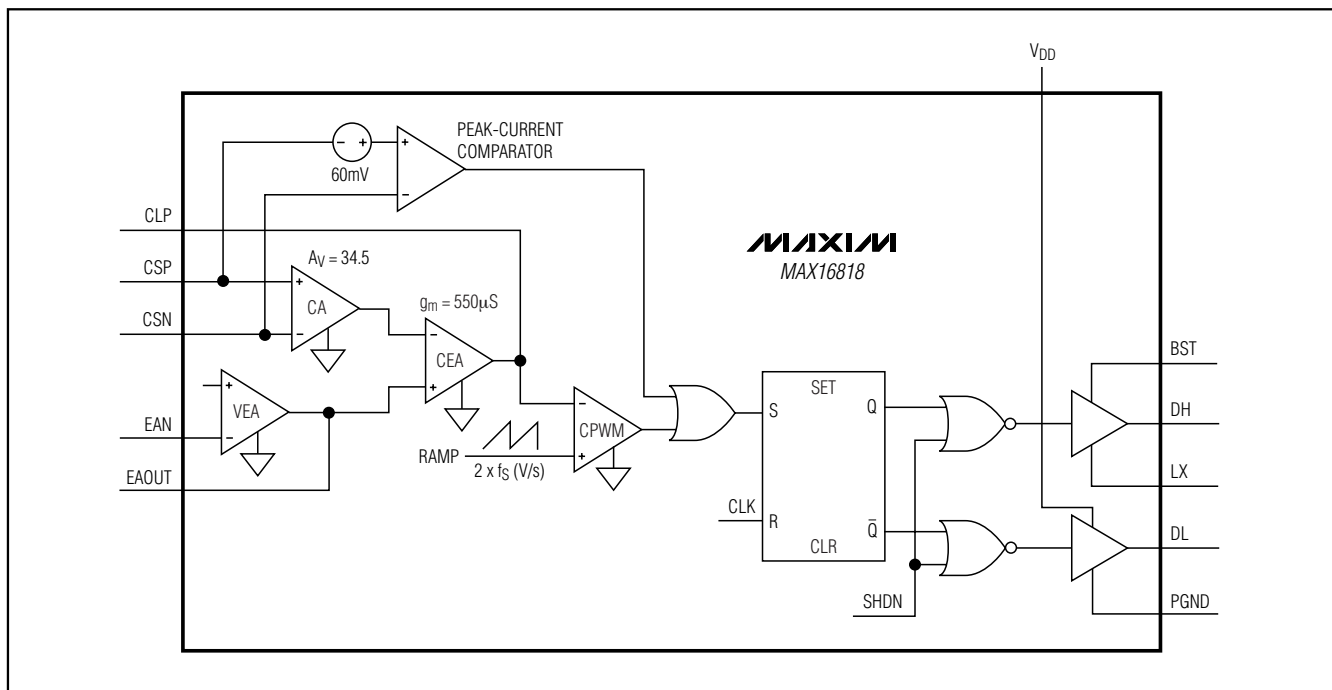 VDD
PEAK-CURRENT
COMPARATOR
- +
+
60mV
-
CLP
MAXIM
MAX16818
AV = 34.5
CSP
+
CA
gm = 550µS
CSN
-
-
CEA
+
BST
SET
+
VEA
-
S
Q
DH
EAN
-
CPWM
+
RAMP
2 x fS (V/s)
EAOUT
LX
CLK
R
Q̅
CLR
DL
SHDN
PGND